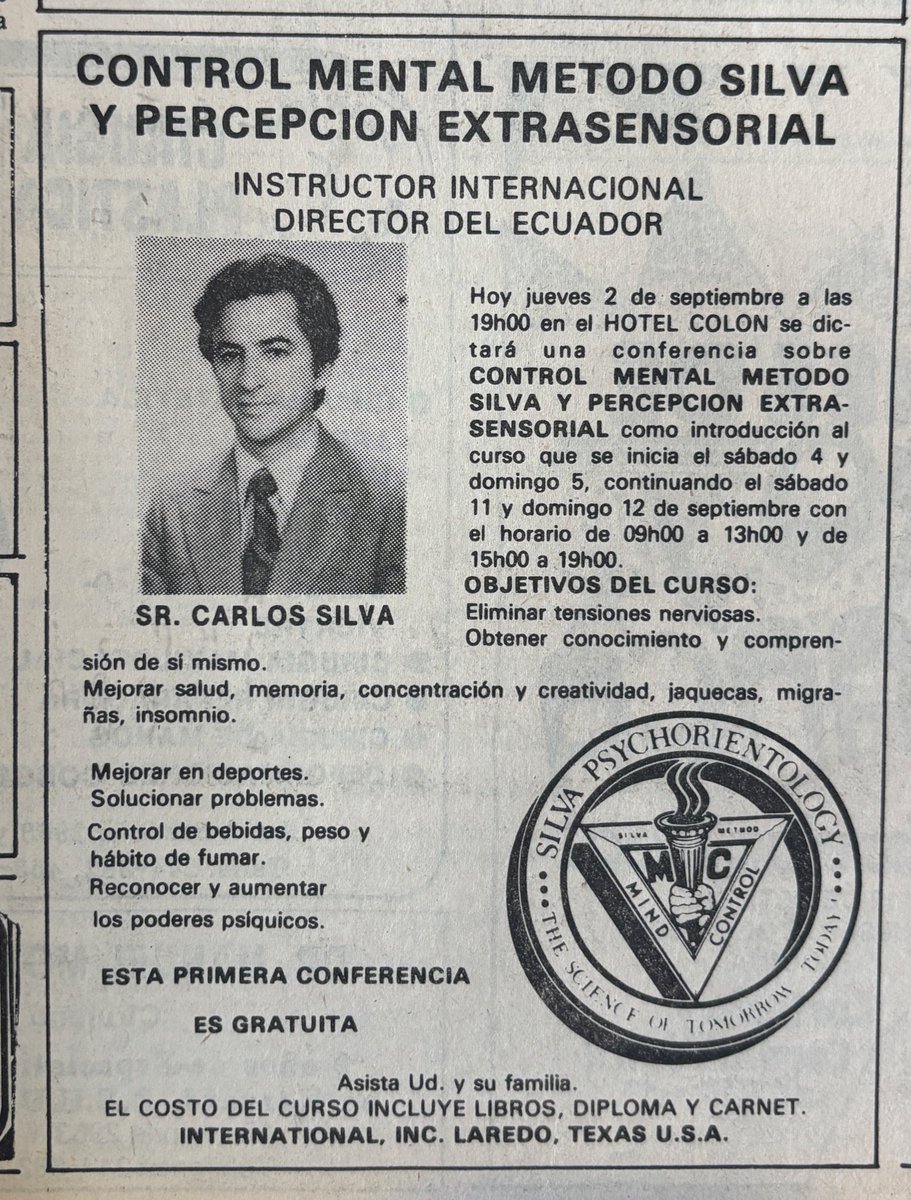 CONTROL MENTAL METODO SILVA
Y PERCEPCION EXTRASENSORIAL
INSTRUCTOR INTERNACIONAL
DIRECTOR DEL ECUADOR
SR. CARLOS SILVA
Hoy jueves 2 de septiembre a las
19h00 en el HOTEL COLON se dic-
tará una conferencia sobre
CONTROL MENTAL METODO
SILVA Y PERCEPCION EXTRA-
SENSORIAL como introducción al
curso que se inicia el sábado 4 y
domingo 5, continuando el sábado
11 y domingo 12 de septiembre con
el horario de 09h00 a 13h00 y de
15h00 a 19h00.
OBJETIVOS DEL CURSO:
Eliminar tensiones nerviosas.
Obtener conocimiento y compren-
sión de sí mismo.
Mejorar salud, memoria, concentración y creatividad, jaquecas, migra-
ñas, insomnio.
Mejorar en deportes.
Solucionar problemas.
Control de bebidas, peso y
hábito de fumar.
Reconocer y aumentar
los poderes psíquicos.
ESTA PRIMERA CONFERENCIA
ES GRATUITA
SILVA PSYCHORIENTOLOGY
SILVA METHOD
M C
MIND CONTROL
THE SCIENCE OF TOMORROW TODAY
Asista Ud. y su familia.
EL COSTO DEL CURSO INCLUYE LIBROS, DIPLOMA Y CARNET.
INTERNATIONAL, INC. LAREDO, TEXAS U.S.A.